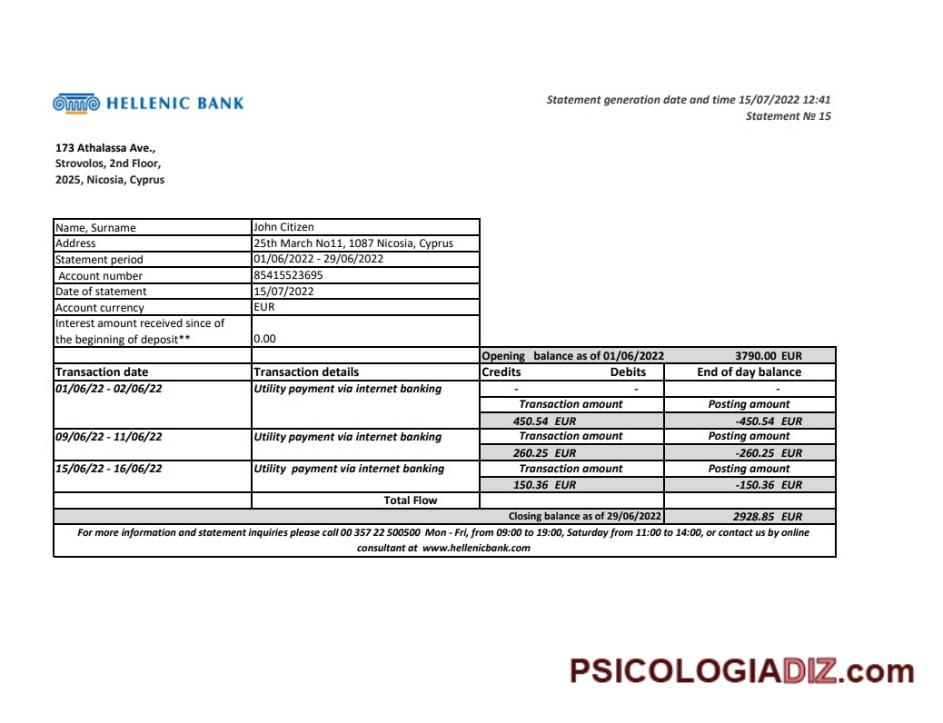 HELLENIC BANK
Statement generation date and time 15/07/2022 12:41
Statement № 15
173 Athalassa Ave.,
Strovolos, 2nd Floor,
2025, Nicosia, Cyprus
Name, Surname John Citizen
Address 25th March No11, 1087 Nicosia, Cyprus
Statement period 01/06/2022 - 29/06/2022
Account number 85415523695
Date of statement 15/07/2022
Account currency EUR
Interest amount received since of
the beginning of deposit** 0.00
Opening balance as of 01/06/2022 3790.00 EUR
Transaction date Transaction details Credits Debits End of day balance
01/06/22 - 02/06/22 Utility payment via internet banking - - -
Transaction amount Posting amount
450.54 EUR -450.54 EUR
09/06/22 - 11/06/22 Utility payment via internet banking Transaction amount Posting amount
260.25 EUR -260.25 EUR
15/06/22 - 16/06/22 Utility payment via internet banking Transaction amount Posting amount
150.36 EUR -150.36 EUR
Total Flow
Closing balance as of 29/06/2022 2928.85 EUR
For more information and statement inquiries please call 00 357 22 500500 Mon - Fri, from 09:00 to 19:00, Saturday from 11:00 to 14:00, or contact us by online
consultant at www.hellenicbank.com
PSICOLOGIADIZ.com